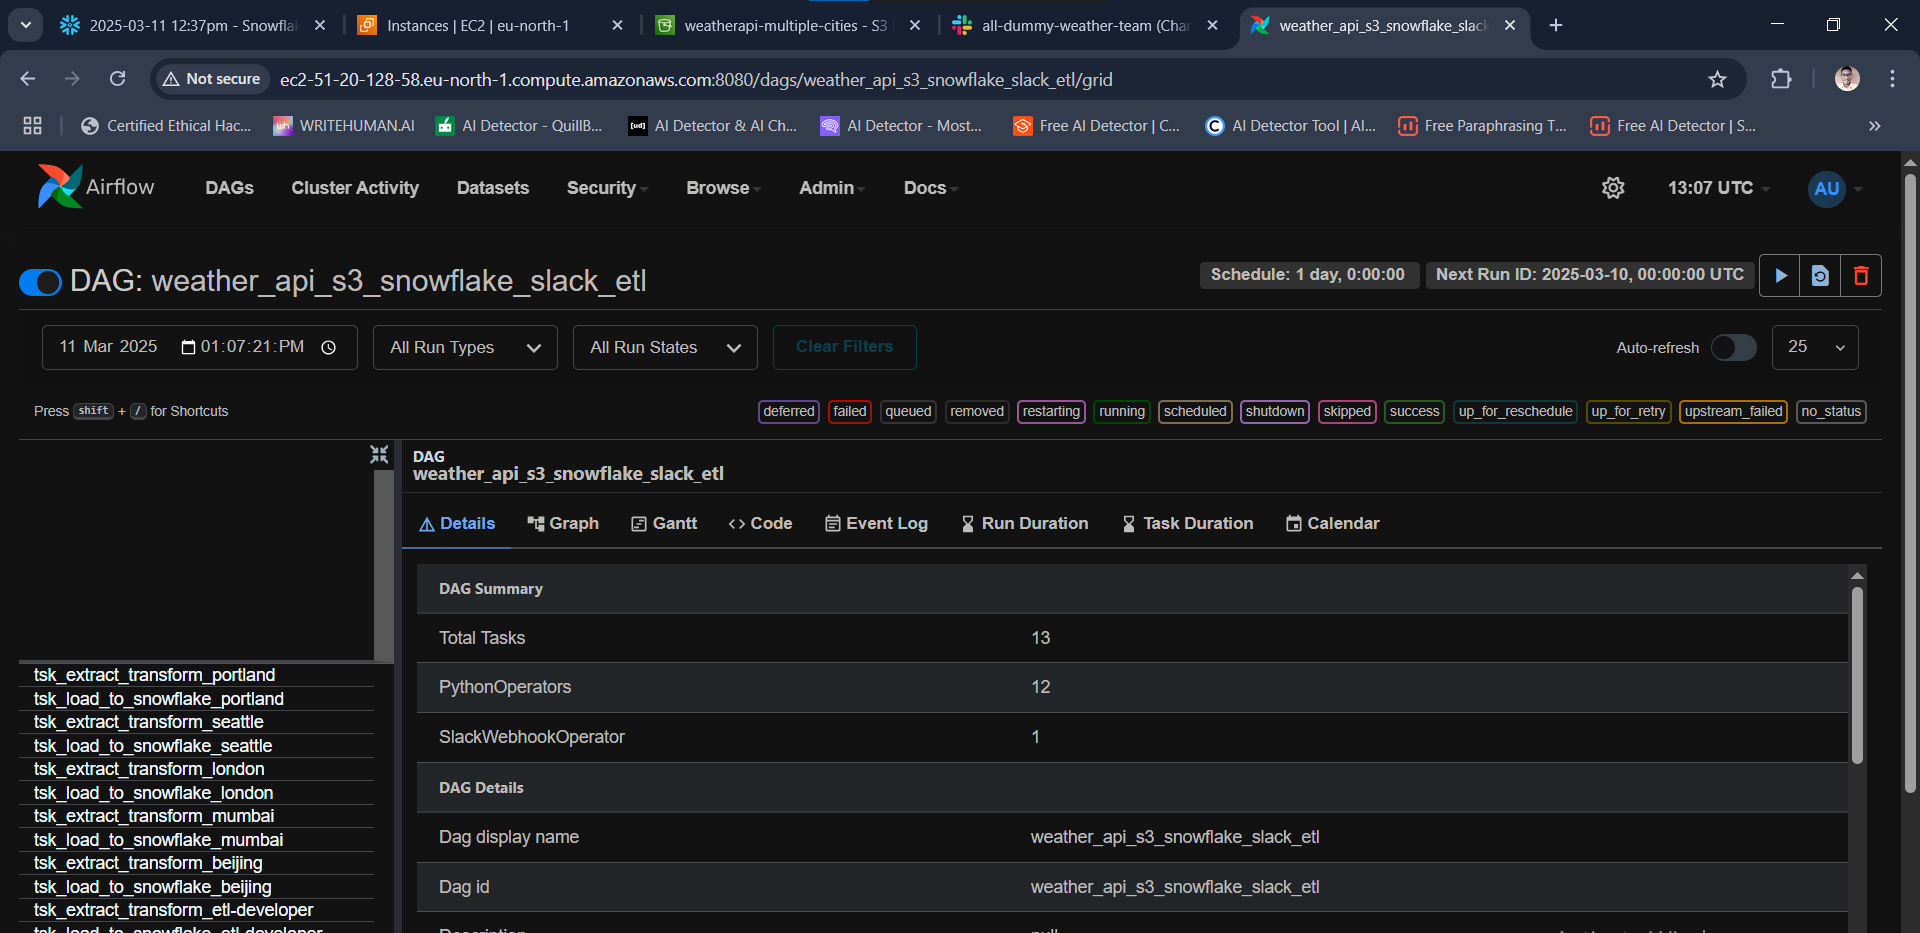 2025-03-11 12:37pm - Snowfla
Instances | EC2 | eu-north-1
weatherapi-multiple-cities - S3
all-dummy-weather-team (Char
weather_api_s3_snowflake_slack
Not secure
ec2-51-20-128-58.eu-north-1.compute.amazonaws.com:8080/dags/weather_api_s3_snowflake_slack_etl/grid
Certified Ethical Hac...
WRITEHUMAN.AI
AI Detector - QuillB...
AI Detector & AI Ch...
AI Detector - Most...
Free AI Detector | C...
AI Detector Tool | AI...
Free Paraphrasing T...
Free AI Detector | S...
Airflow
DAGs
Cluster Activity
Datasets
Security
Browse
Admin
Docs
13:07 UTC
AU
DAG: weather_api_s3_snowflake_slack_etl
Schedule: 1 day, 0:00:00
Next Run ID: 2025-03-10, 00:00:00 UTC
11 Mar 2025 01:07:21:PM
All Run Types
All Run States
Clear Filters
Auto-refresh
25
Press shift + / for Shortcuts
deferred
failed
queued
removed
restarting
running
scheduled
shutdown
skipped
success
up_for_reschedule
up_for_retry
upstream_failed
no_status
DAG
weather_api_s3_snowflake_slack_etl
Details
Graph
Gantt
Code
Event Log
Run Duration
Task Duration
Calendar
DAG Summary
Total Tasks 13
PythonOperators 12
SlackWebhookOperator 1
DAG Details
Dag display name weather_api_s3_snowflake_slack_etl
Dag id weather_api_s3_snowflake_slack_etl
Description null
tsk_extract_transform_portland
tsk_load_to_snowflake_portland
tsk_extract_transform_seattle
tsk_load_to_snowflake_seattle
tsk_extract_transform_london
tsk_load_to_snowflake_london
tsk_extract_transform_mumbai
tsk_load_to_snowflake_mumbai
tsk_extract_transform_beijing
tsk_load_to_snowflake_beijing
tsk_extract_transform_etl-developer
tsk_load_to_snowflake_etl-developer